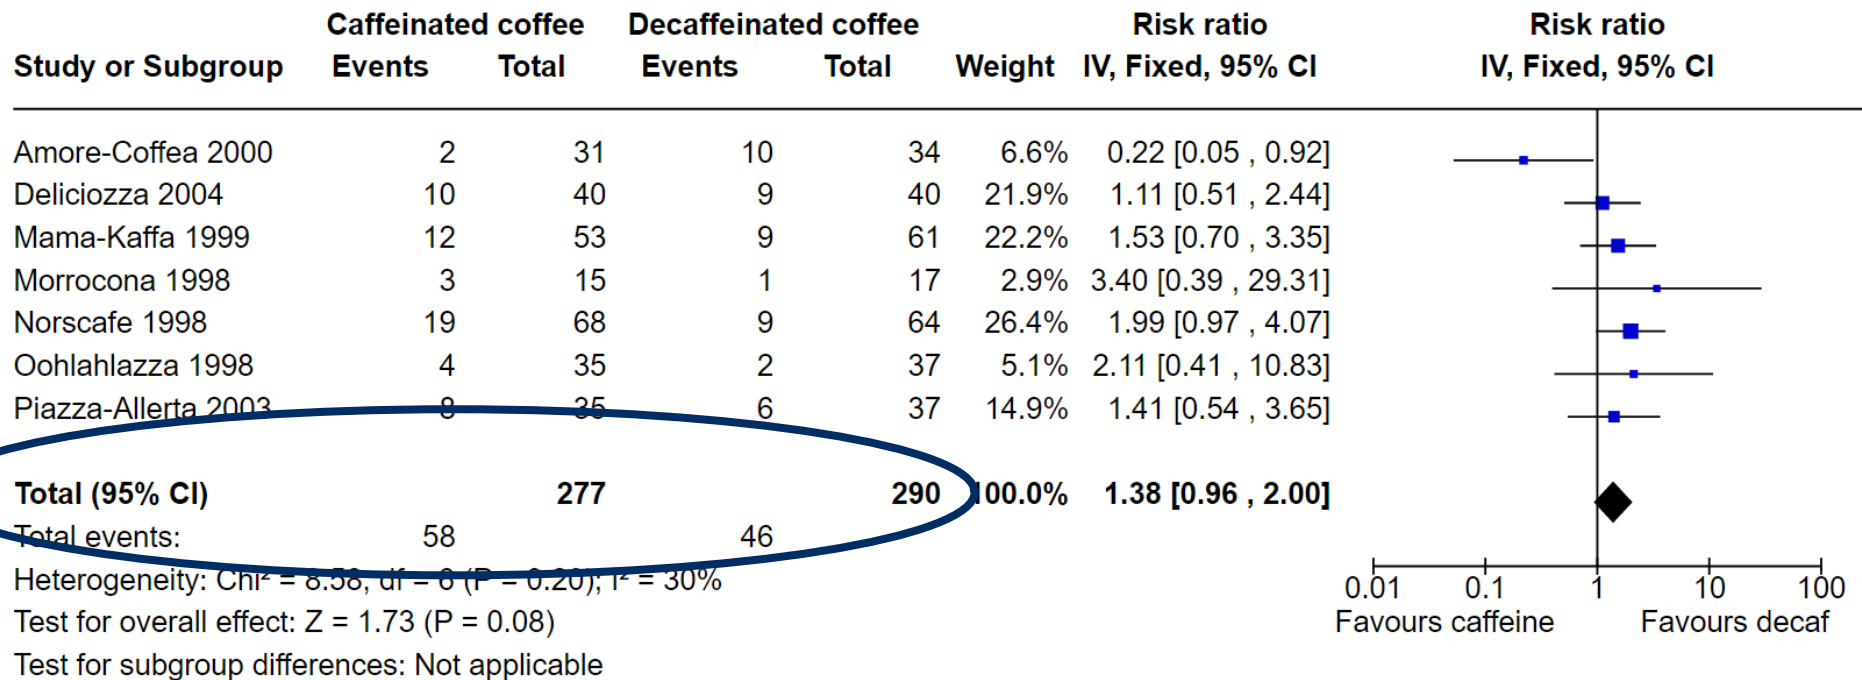 Caffeinated coffee Decaffeinated coffee Risk ratio Risk ratio
Study or Subgroup Events Total Events Total Weight IV, Fixed, 95% CI IV, Fixed, 95% CI
Amore-Coffea 2000 2 31 10 34 6.6% 0.22 [0.05 , 0.92]
Deliciozza 2004 10 40 9 40 21.9% 1.11 [0.51 , 2.44]
Mama-Kaffa 1999 12 53 9 61 22.2% 1.53 [0.70 , 3.35]
Morrocona 1998 3 15 1 17 2.9% 3.40 [0.39 , 29.31]
Norscafe 1998 19 68 9 64 26.4% 1.99 [0.97 , 4.07]
Oohlahlazza 1998 4 35 2 37 5.1% 2.11 [0.41 , 10.83]
Piazza-Allerta 2003 8 35 6 37 14.9% 1.41 [0.54 , 3.65]
Total (95% CI) 277 290 100.0% 1.38 [0.96 , 2.00]
Total events: 58 46
Heterogeneity: Chi² = 8.58, df = 6 (P = 0.20); I² = 30%
Test for overall effect: Z = 1.73 (P = 0.08)
Test for subgroup differences: Not applicable
0.01 0.1 1 10 100
Favours caffeine Favours decaf